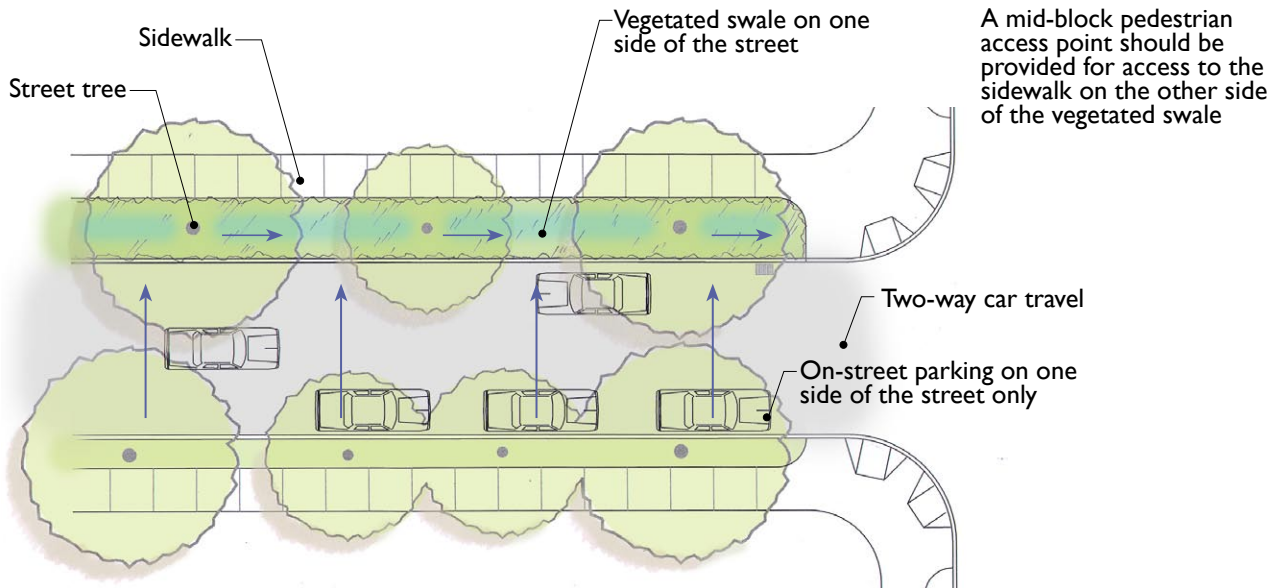 Sidewalk
Street tree
Vegetated swale on one
side of the street
A mid-block pedestrian
access point should be
provided for access to the
sidewalk on the other side
of the vegetated swale
Two-way car travel
On-street parking on one
side of the street only